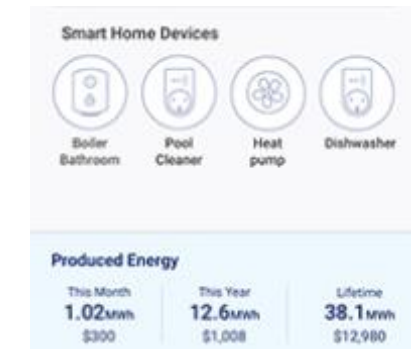 Smart Home Devices
Boiler
Bathroom
Pool
Cleaner
Heat
pump
Dishwasher
Produced Energy
This Month
1.02MWh
$300
This Year
12.6MWh
$1,008
Lifetime
38.1MWh
$12,980